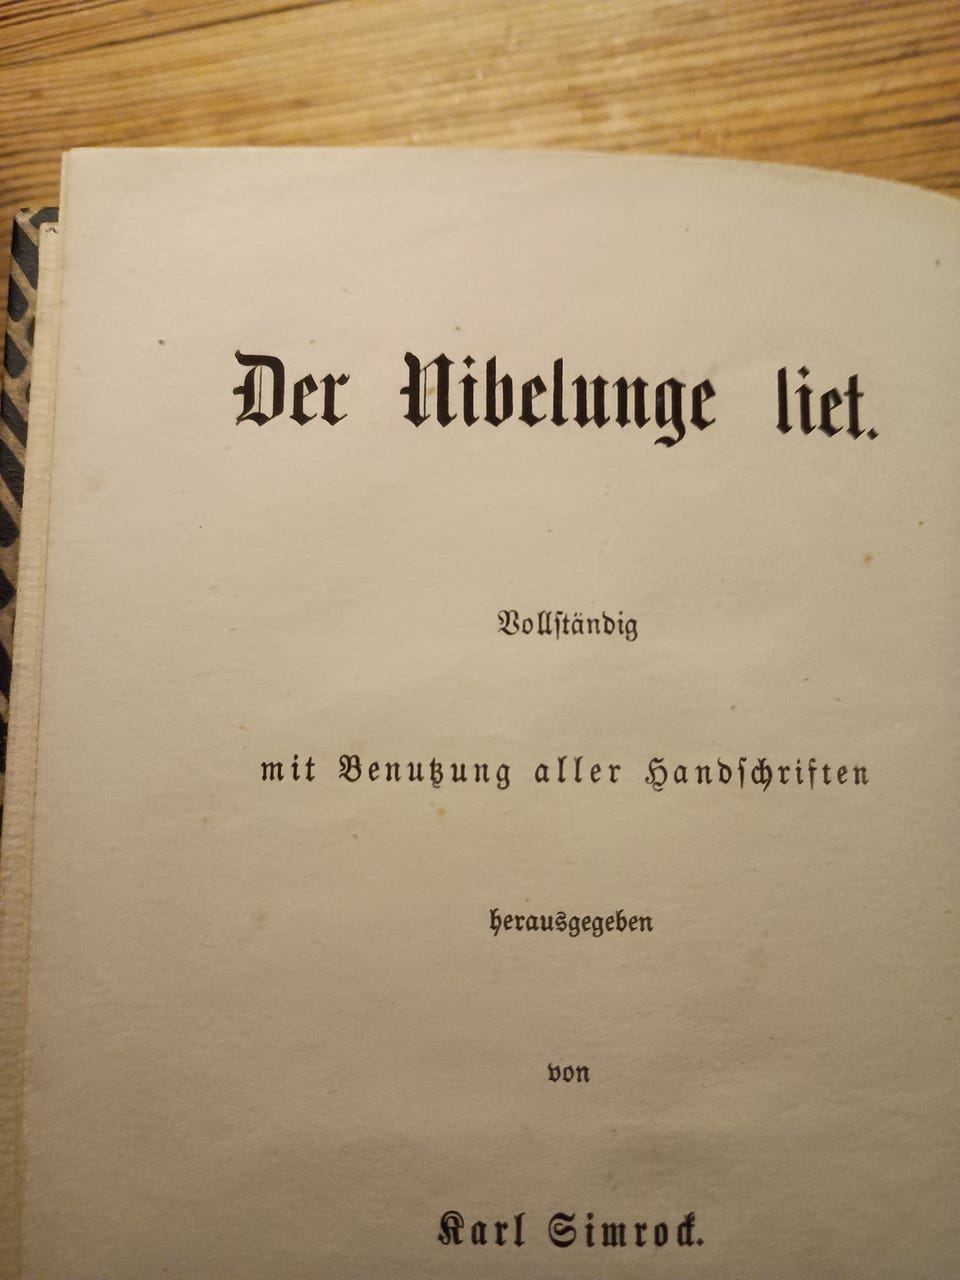 Der Nibelunge liet.
Vollſtändig
mit Benutzung aller Handſchriften
herausgegeben
von
Karl Simrock.